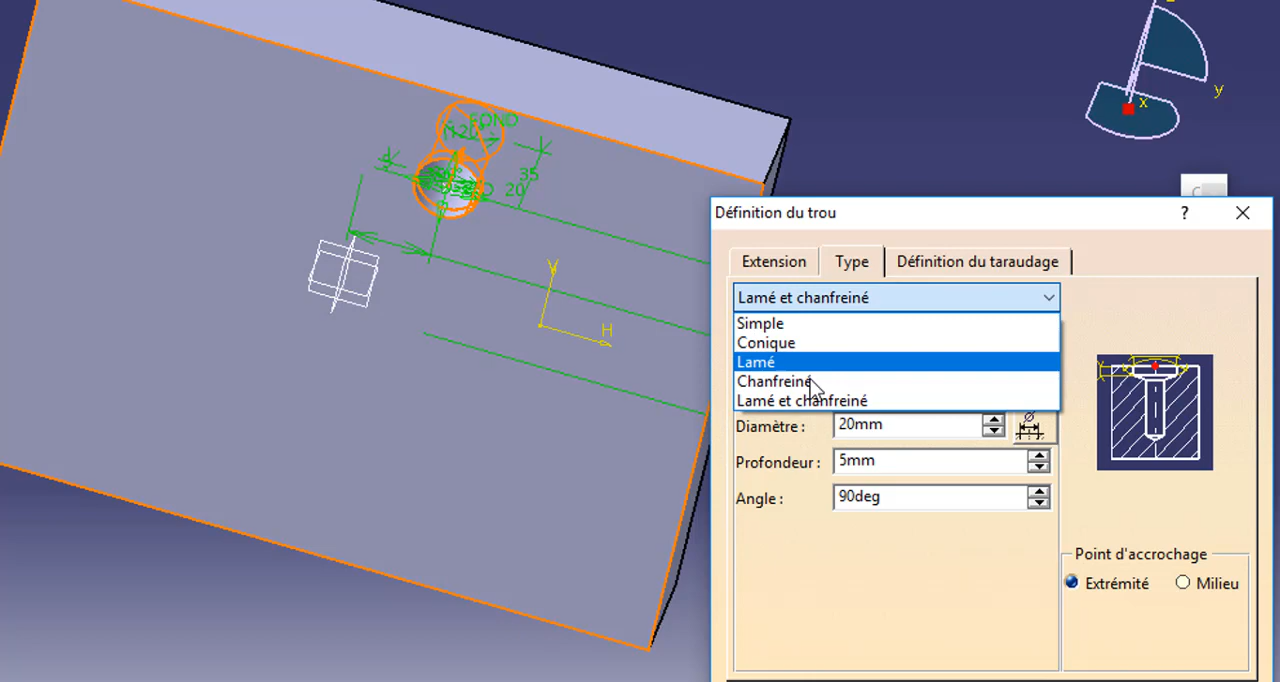 y
x
FOND
120°
35
20
V
H
Définition du trou
?
Extension
Type
Définition du taraudage
Lamé et chanfreiné
Simple
Conique
Lamé
Chanfreiné
Lamé et chanfreiné
Diamètre :
20mm
Profondeur :
5mm
Angle :
90deg
Point d'accrochage
Extrémité
Milieu